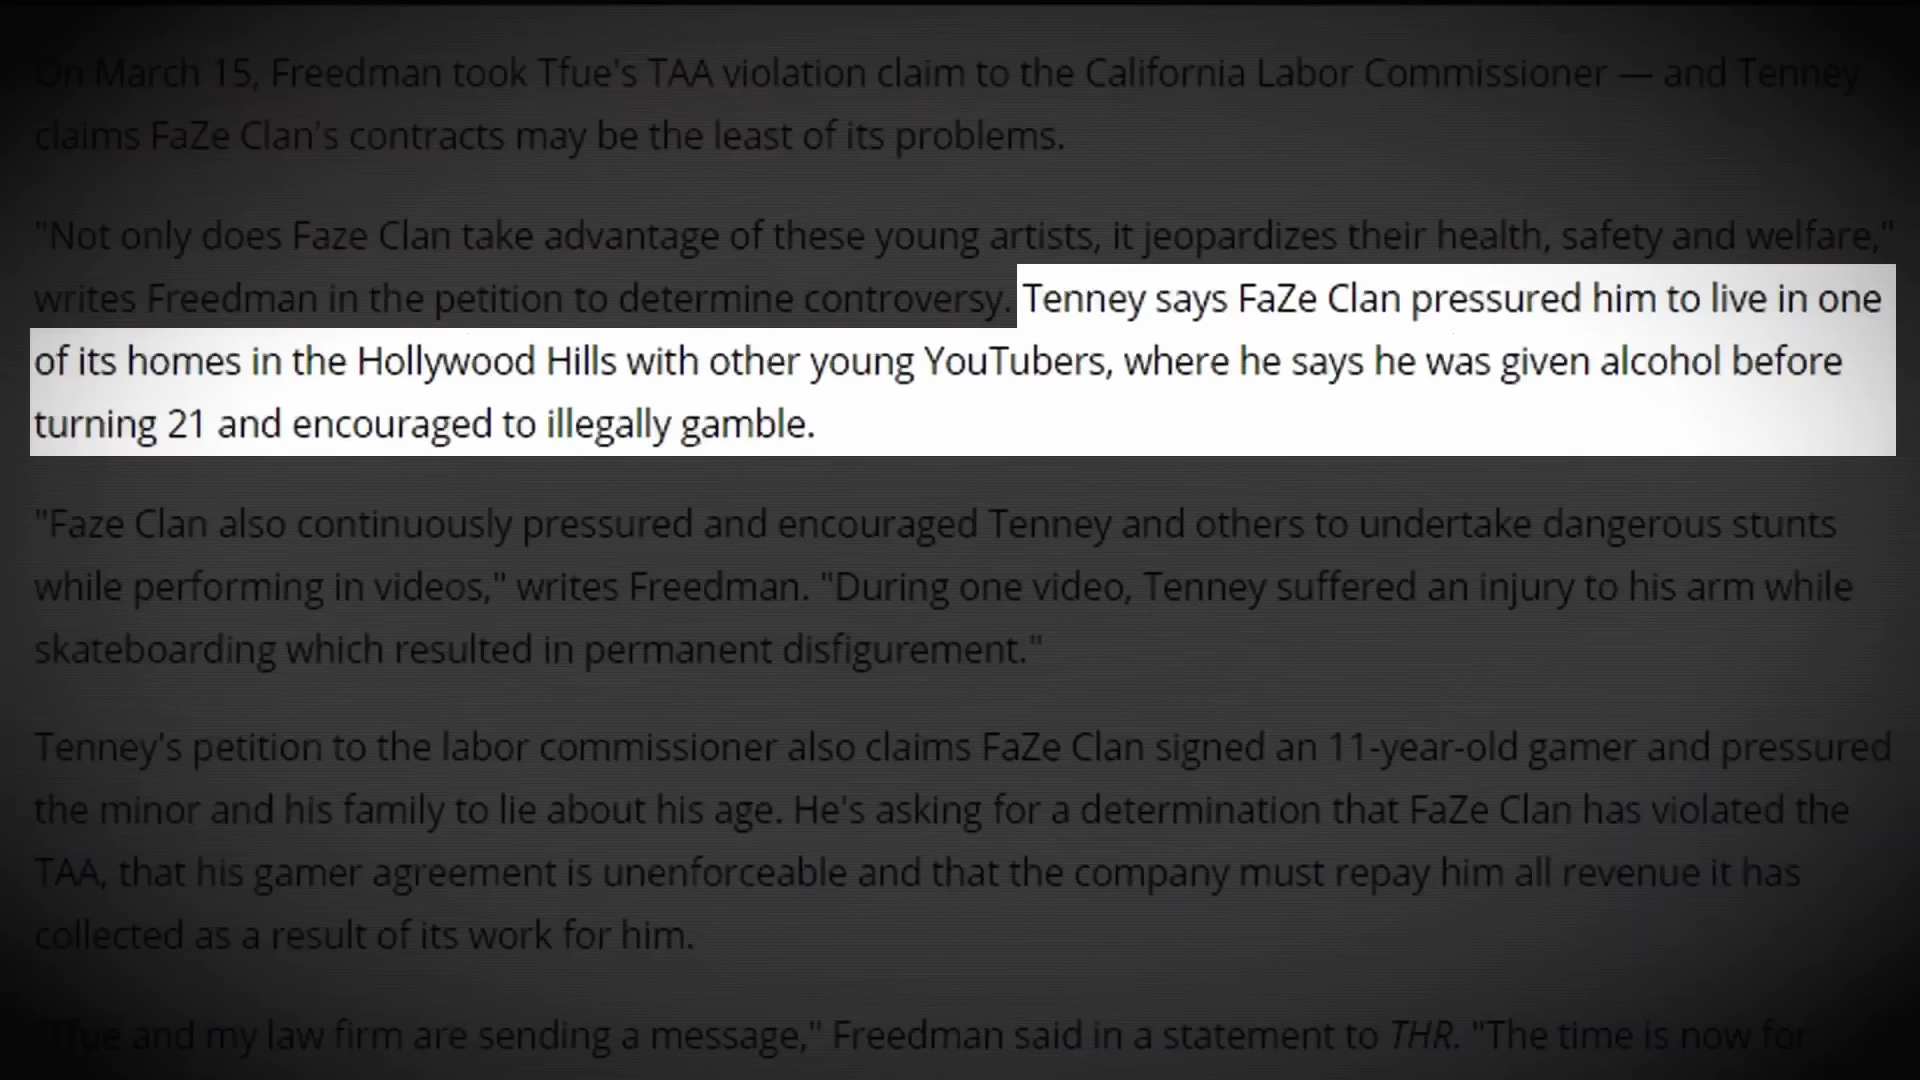 On March 15, Freedman took Tfue's TAA violation claim to the California Labor Commissioner — and Tenney
claims FaZe Clan's contracts may be the least of its problems.
"Not only does Faze Clan take advantage of these young artists, it jeopardizes their health, safety and welfare,"
writes Freedman in the petition to determine controversy. Tenney says FaZe Clan pressured him to live in one
of its homes in the Hollywood Hills with other young YouTubers, where he says he was given alcohol before
turning 21 and encouraged to illegally gamble.
"Faze Clan also continuously pressured and encouraged Tenney and others to undertake dangerous stunts
while performing in videos," writes Freedman. "During one video, Tenney suffered an injury to his arm while
skateboarding which resulted in permanent disfigurement."
Tenney's petition to the labor commissioner also claims FaZe Clan signed an 11-year-old gamer and pressured
the minor and his family to lie about his age. He's asking for a determination that FaZe Clan has violated the
TAA, that his gamer agreement is unenforceable and that the company must repay him all revenue it has
collected as a result of its work for him.
"Tfue and my law firm are sending a message," Freedman said in a statement to THR. "The time is now for